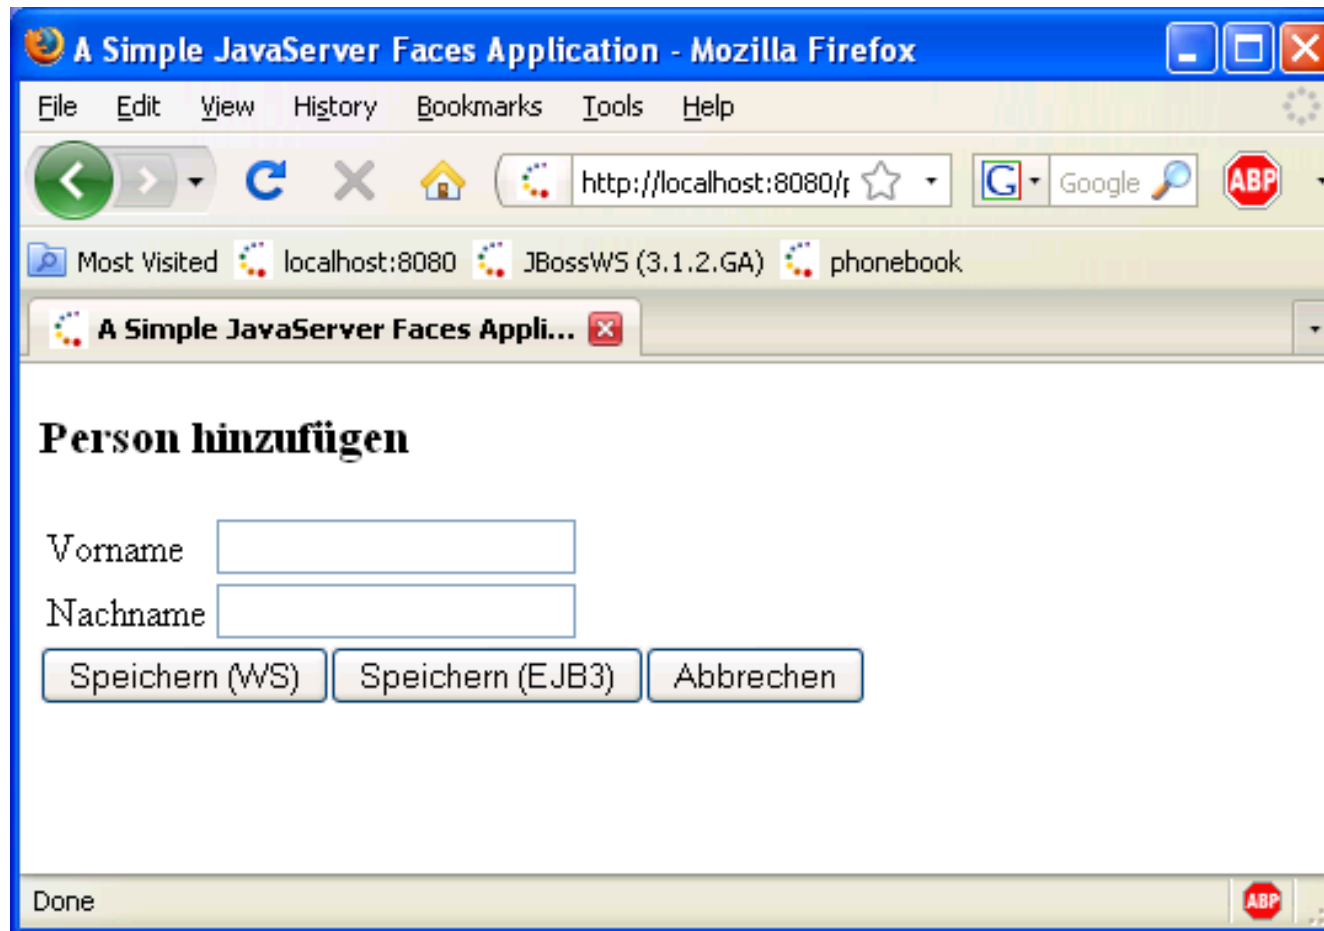 A Simple JavaServer Faces Application - Mozilla Firefox
File Edit View History Bookmarks Tools Help
http://localhost:8080/p G Google ABP
Most Visited localhost:8080 JBossWS (3.1.2.GA) phonebook
A Simple JavaServer Faces Appli...
Person hinzufügen
Vorname
Nachname
Speichern (WS) Speichern (EJB3) Abbrechen
Done ABP